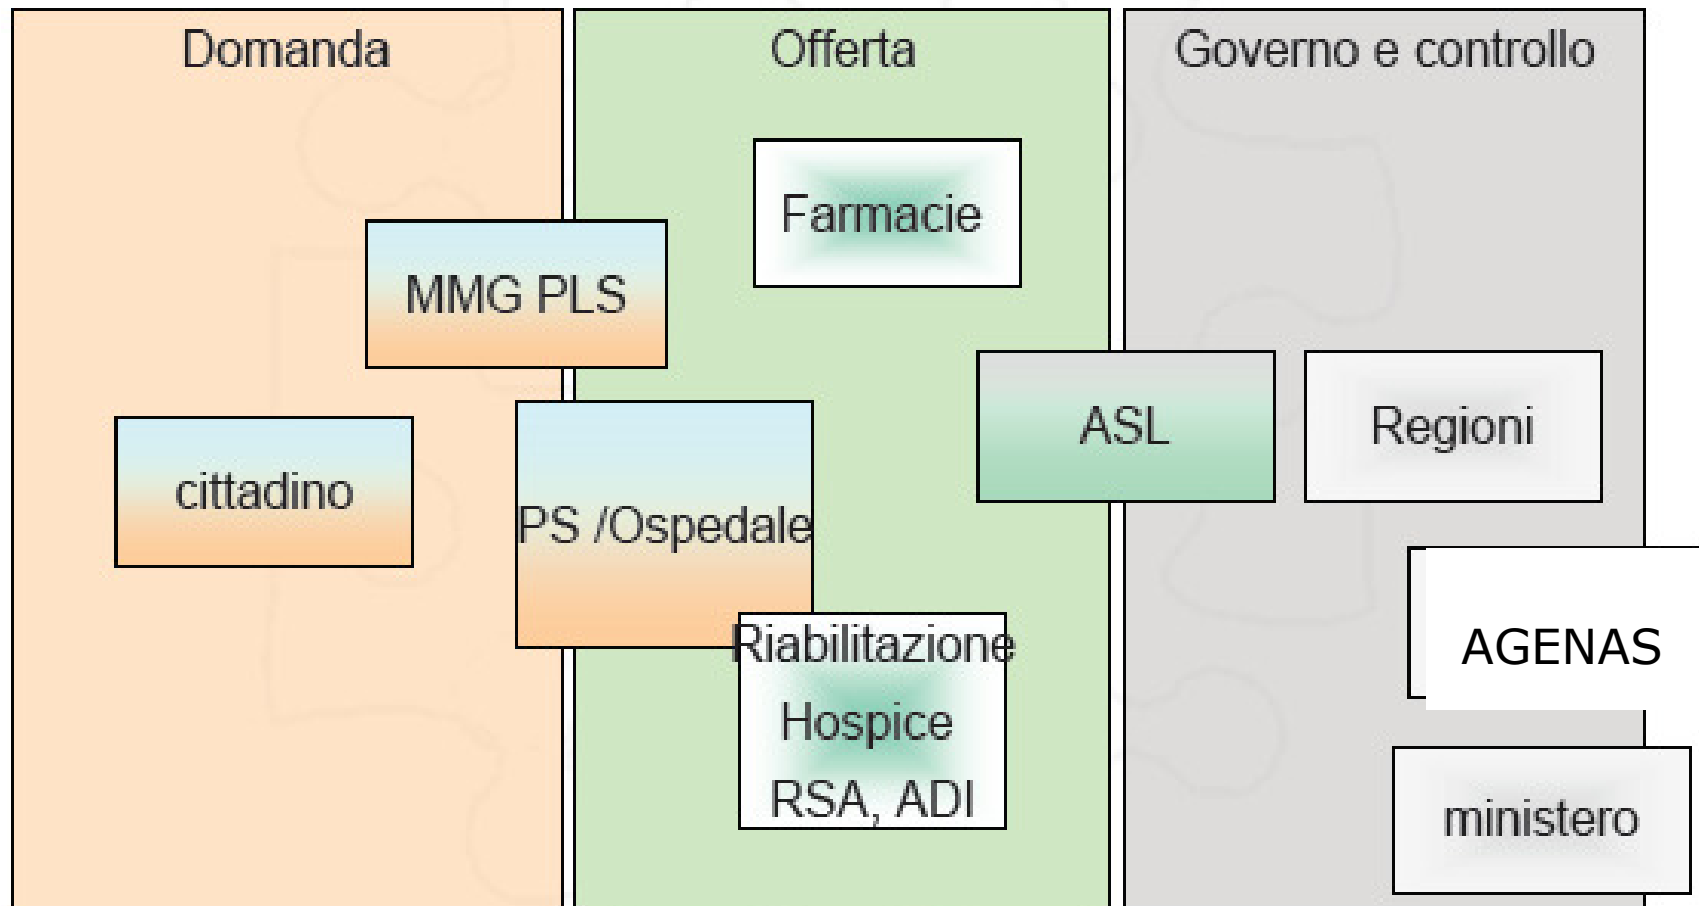 Domanda
Offerta
Governo e controllo
Farmacie
MMG PLS
ASL
Regioni
cittadino
PS /Ospedale
Riabilitazione
Hospice
RSA, ADI
AGENAS
ministero